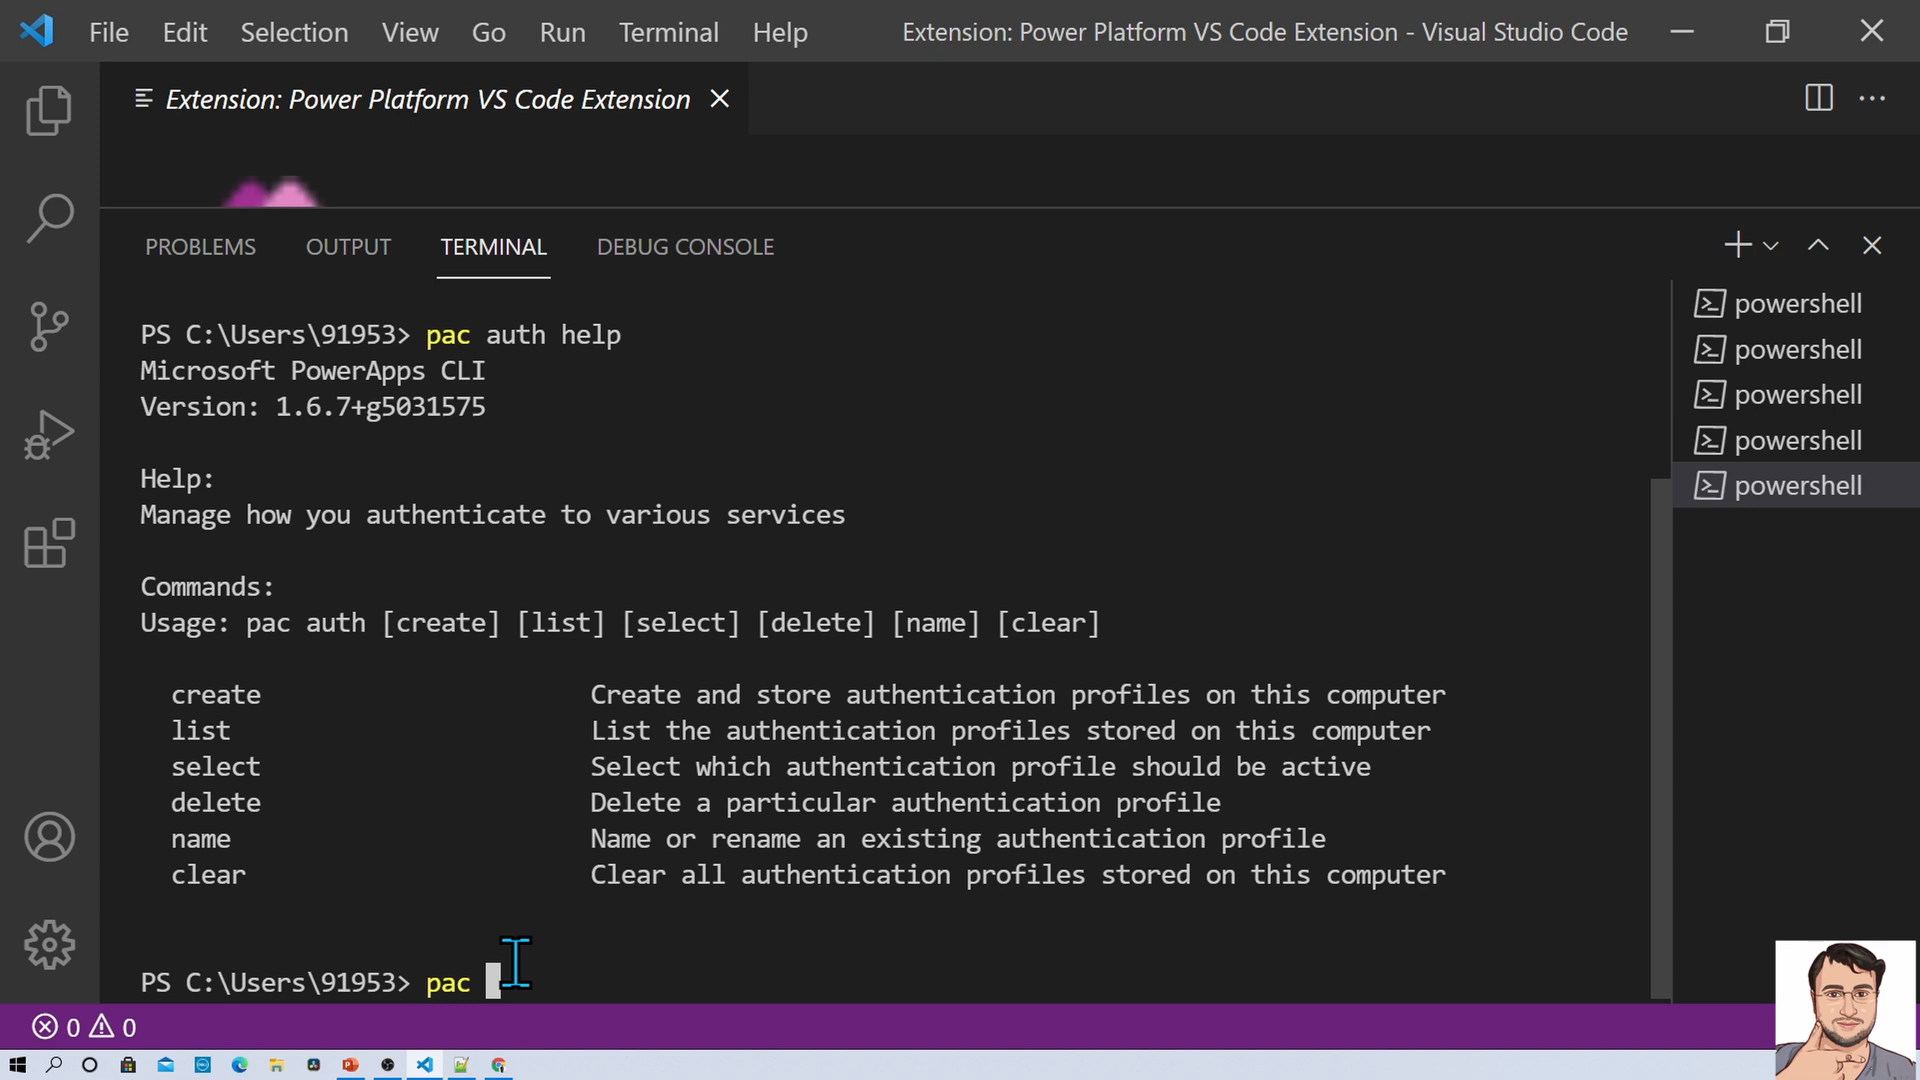 File Edit Selection View Go Run Terminal Help Extension: Power Platform VS Code Extension - Visual Studio Code
Extension: Power Platform VS Code Extension
PROBLEMS OUTPUT TERMINAL DEBUG CONSOLE
PS C:\Users\91953> pac auth help
Microsoft PowerApps CLI
Version: 1.6.7+g5031575
Help:
Manage how you authenticate to various services
Commands:
Usage: pac auth [create] [list] [select] [delete] [name] [clear]
create Create and store authentication profiles on this computer
list List the authentication profiles stored on this computer
select Select which authentication profile should be active
delete Delete a particular authentication profile
name Name or rename an existing authentication profile
clear Clear all authentication profiles stored on this computer
PS C:\Users\91953> pac
powershell
powershell
powershell
powershell
powershell
0 0